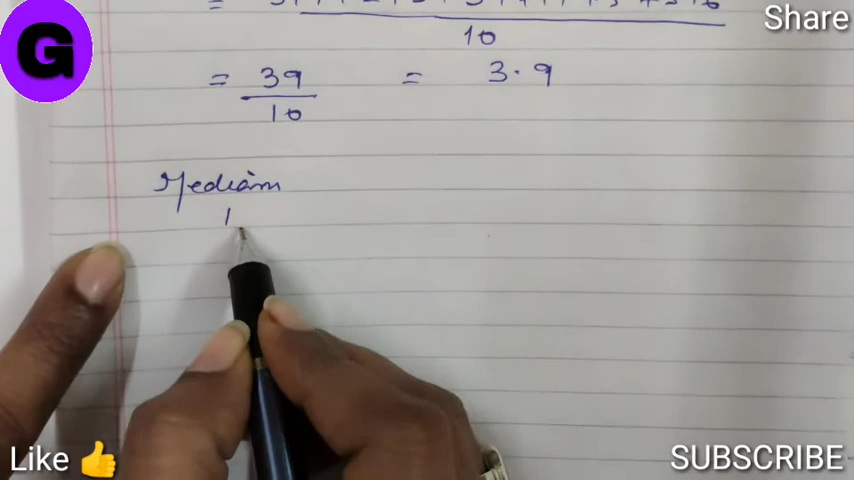 G
Share
10
= 39 = 3.9
10
Median
1
Like 👍
SUBSCRIBE